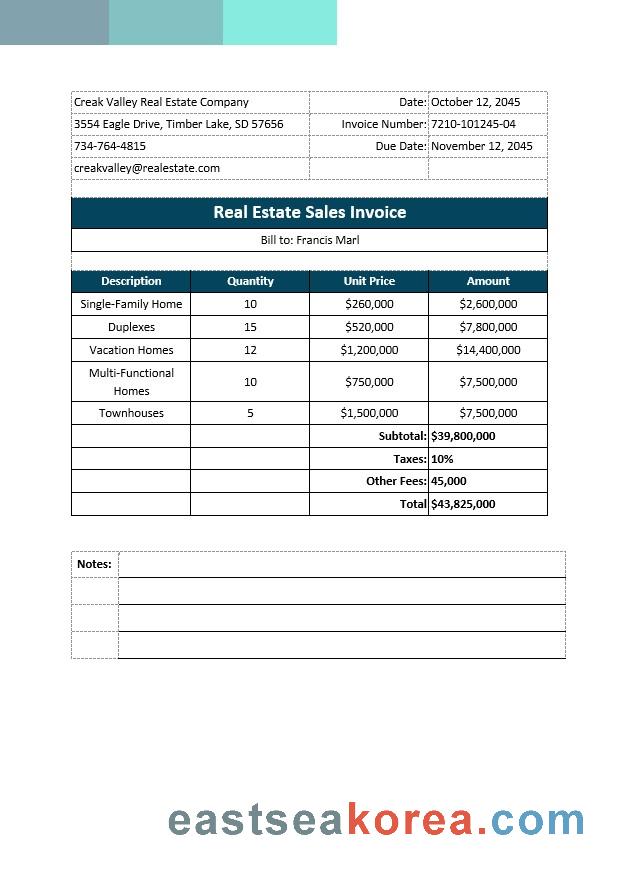 Creak Valley Real Estate Company Date: October 12, 2045
3554 Eagle Drive, Timber Lake, SD 57656 Invoice Number: 7210-101245-04
734-764-4815 Due Date: November 12, 2045
creakvalley@realestate.com
Real Estate Sales Invoice
Bill to: Francis Marl
Description Quantity Unit Price Amount
Single-Family Home 10 $260,000 $2,600,000
Duplexes 15 $520,000 $7,800,000
Vacation Homes 12 $1,200,000 $14,400,000
Multi-Functional
Homes 10 $750,000 $7,500,000
Townhouses 5 $1,500,000 $7,500,000
Subtotal: $39,800,000
Taxes: 10%
Other Fees: 45,000
Total $43,825,000
Notes:
eastseakorea.com